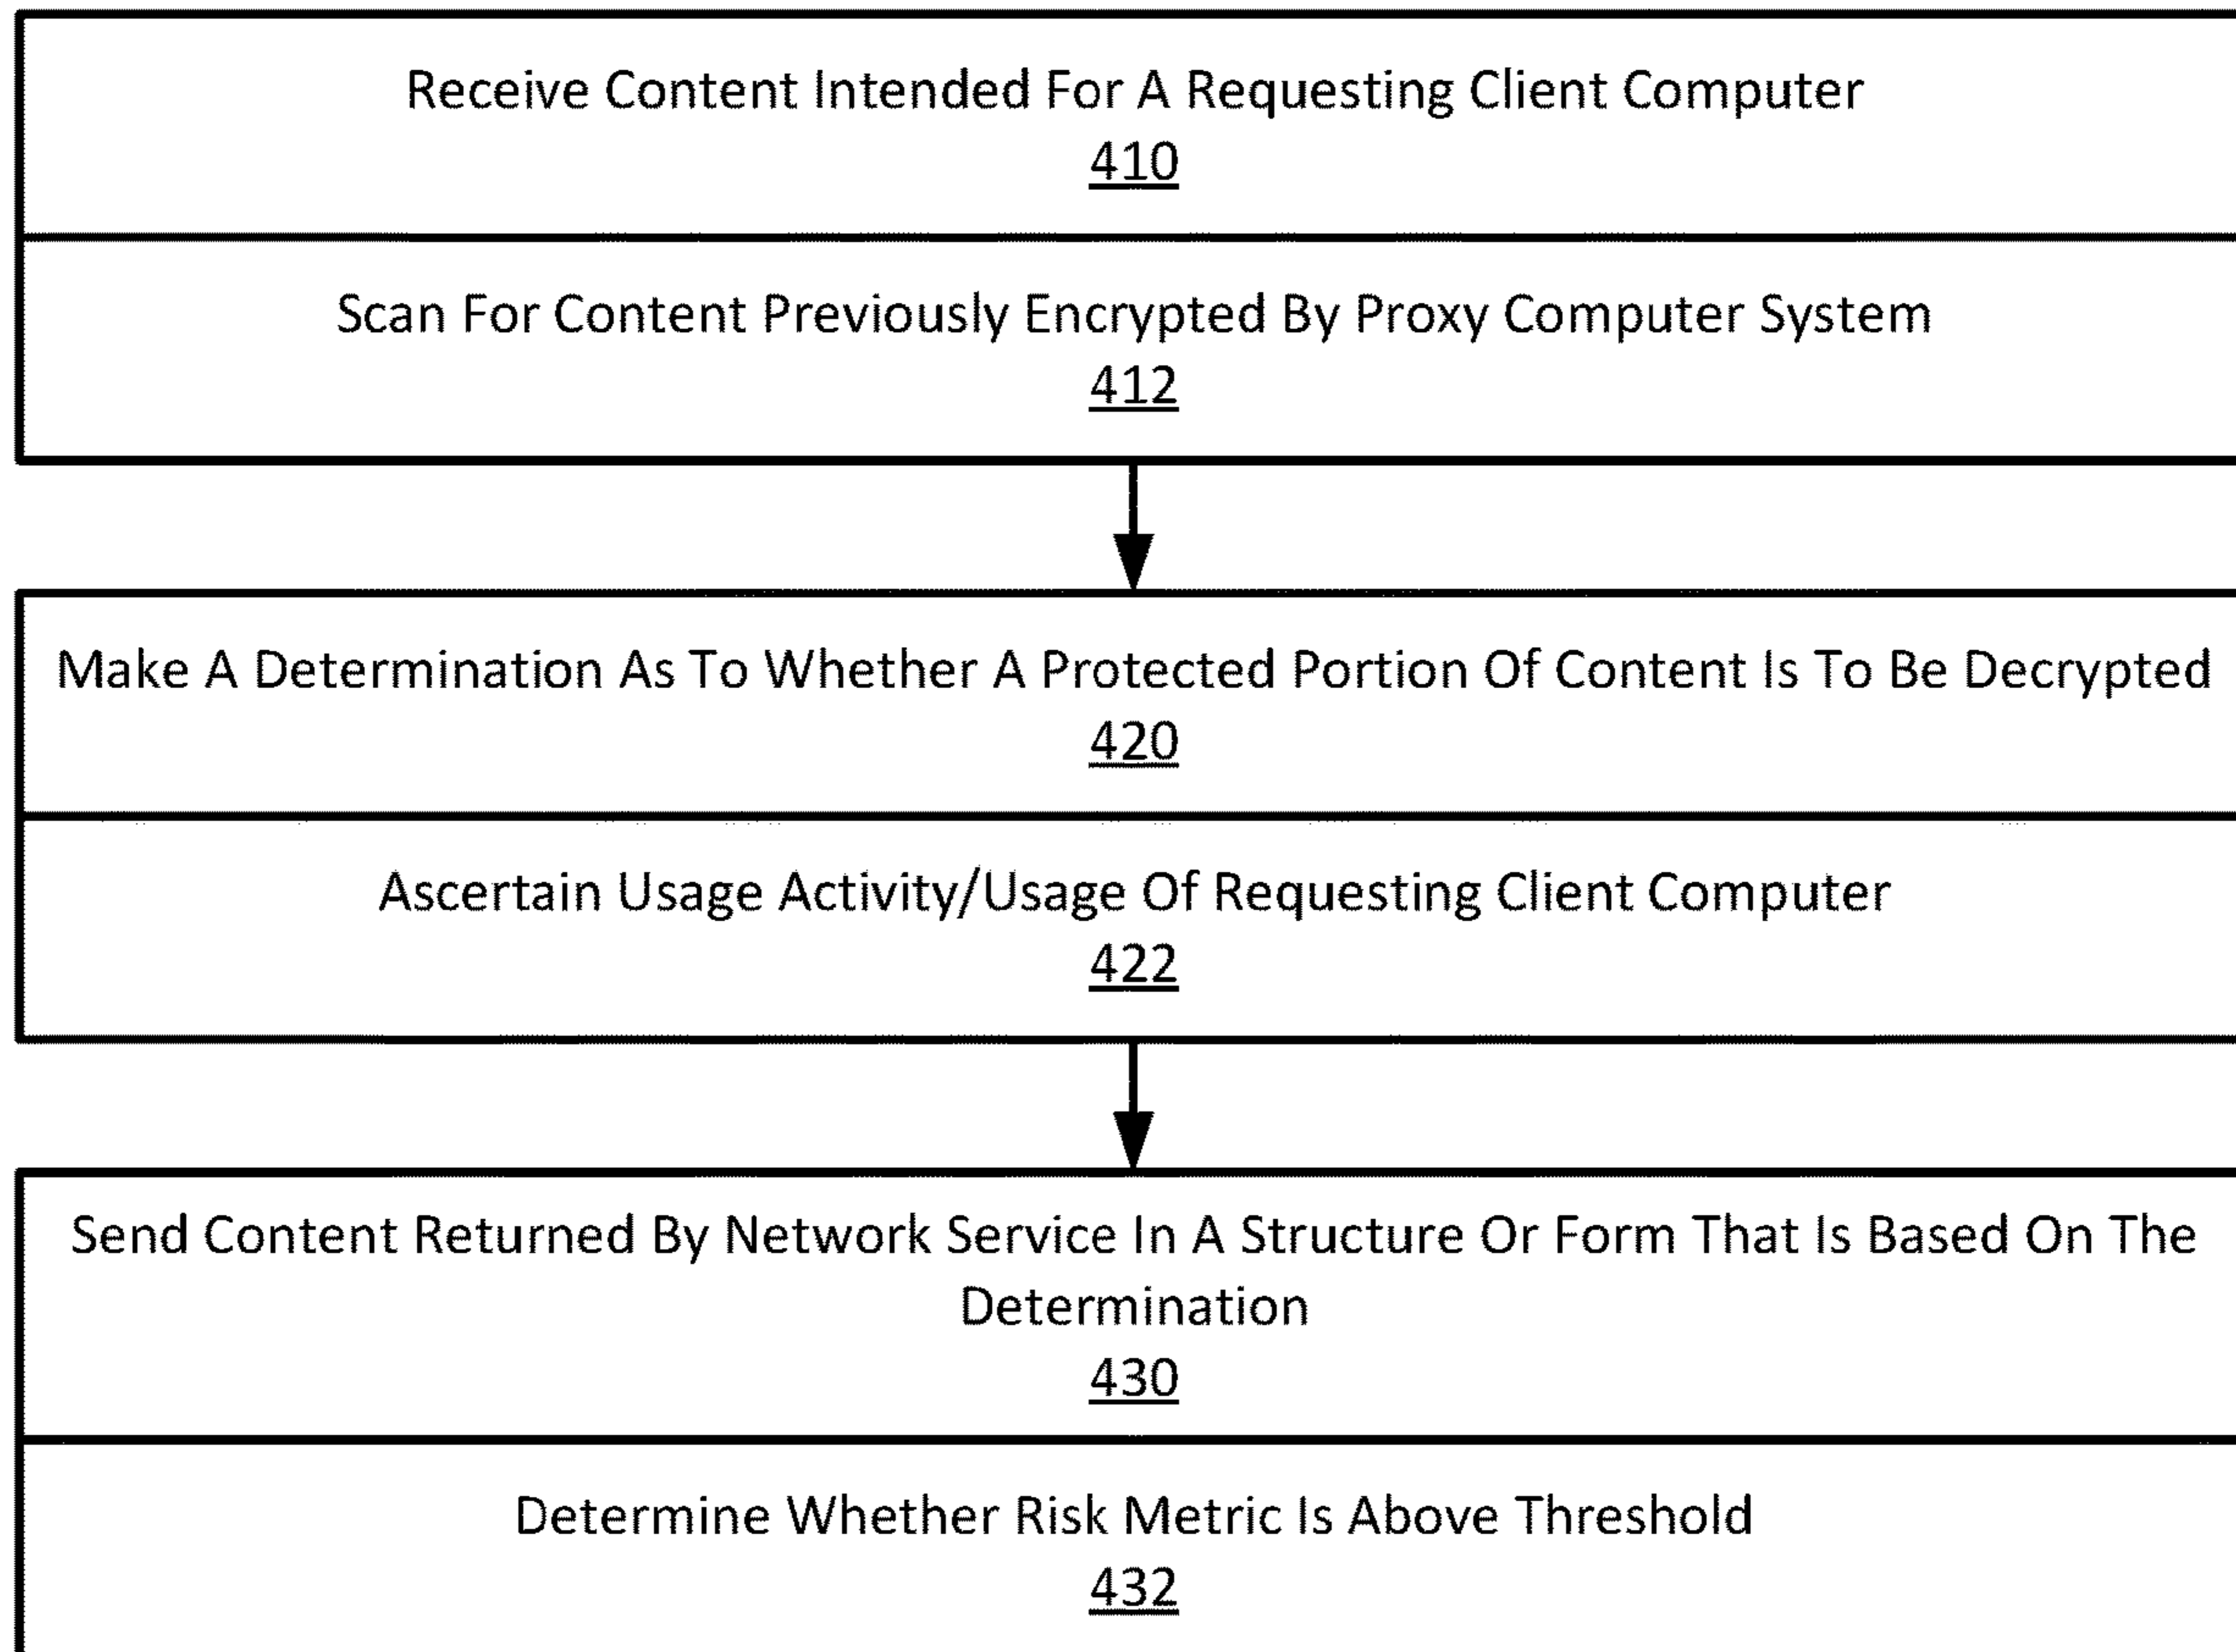 Receive Content Intended For A Requesting Client Computer
410
Scan For Content Previously Encrypted By Proxy Computer System
412
Make A Determination As To Whether A Protected Portion Of Content Is To Be Decrypted
420
Ascertain Usage Activity/Usage Of Requesting Client Computer
422
Send Content Returned By Network Service In A Structure Or Form That Is Based On The
Determination
430
Determine Whether Risk Metric Is Above Threshold
432